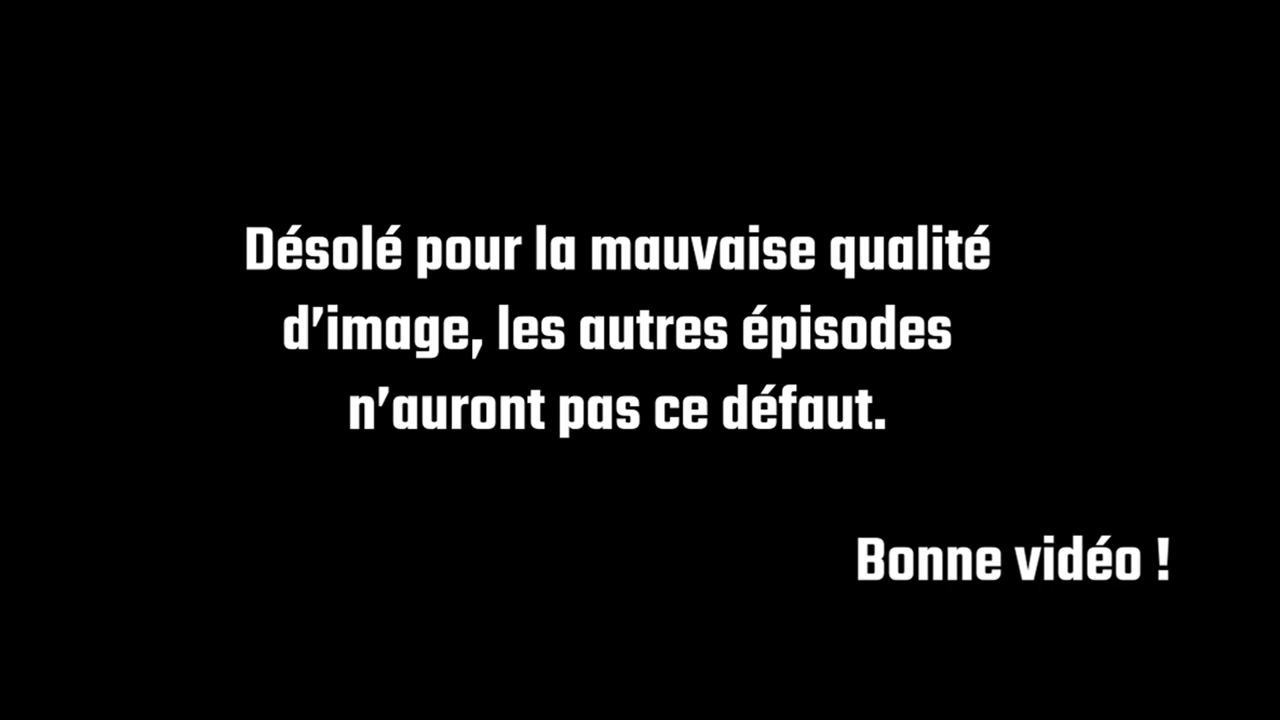 Désolé pour la mauvaise qualité
d’image, les autres épisodes
n’auront pas ce défaut.
Bonne vidéo !